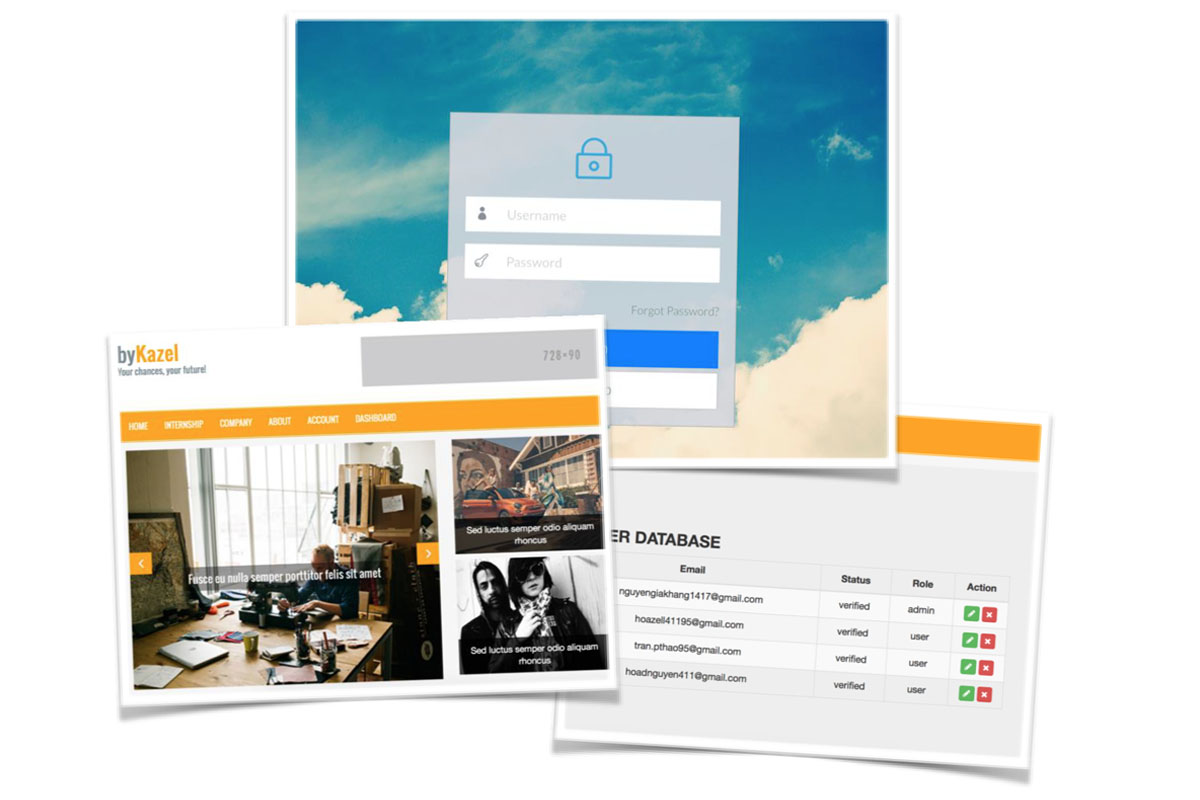 Username
Password
Forgot Password?
byKazel
Your chances, your future!
728×90
HOME INTERNSHIP COMPANY ABOUT ACCOUNT DASHBOARD
Fusce eu nulla semper porttitor felis sit amet
Sed luctus semper odio aliquam
rhoncus
Sed luctus semper odio aliquam
rhoncus
ER DATABASE
Email Status Role Action
nguyengiakhang1417@gmail.com verified admin
hoazell41195@gmail.com verified user
tran.pthao95@gmail.com verified user
hoadnguyen411@gmail.com verified user